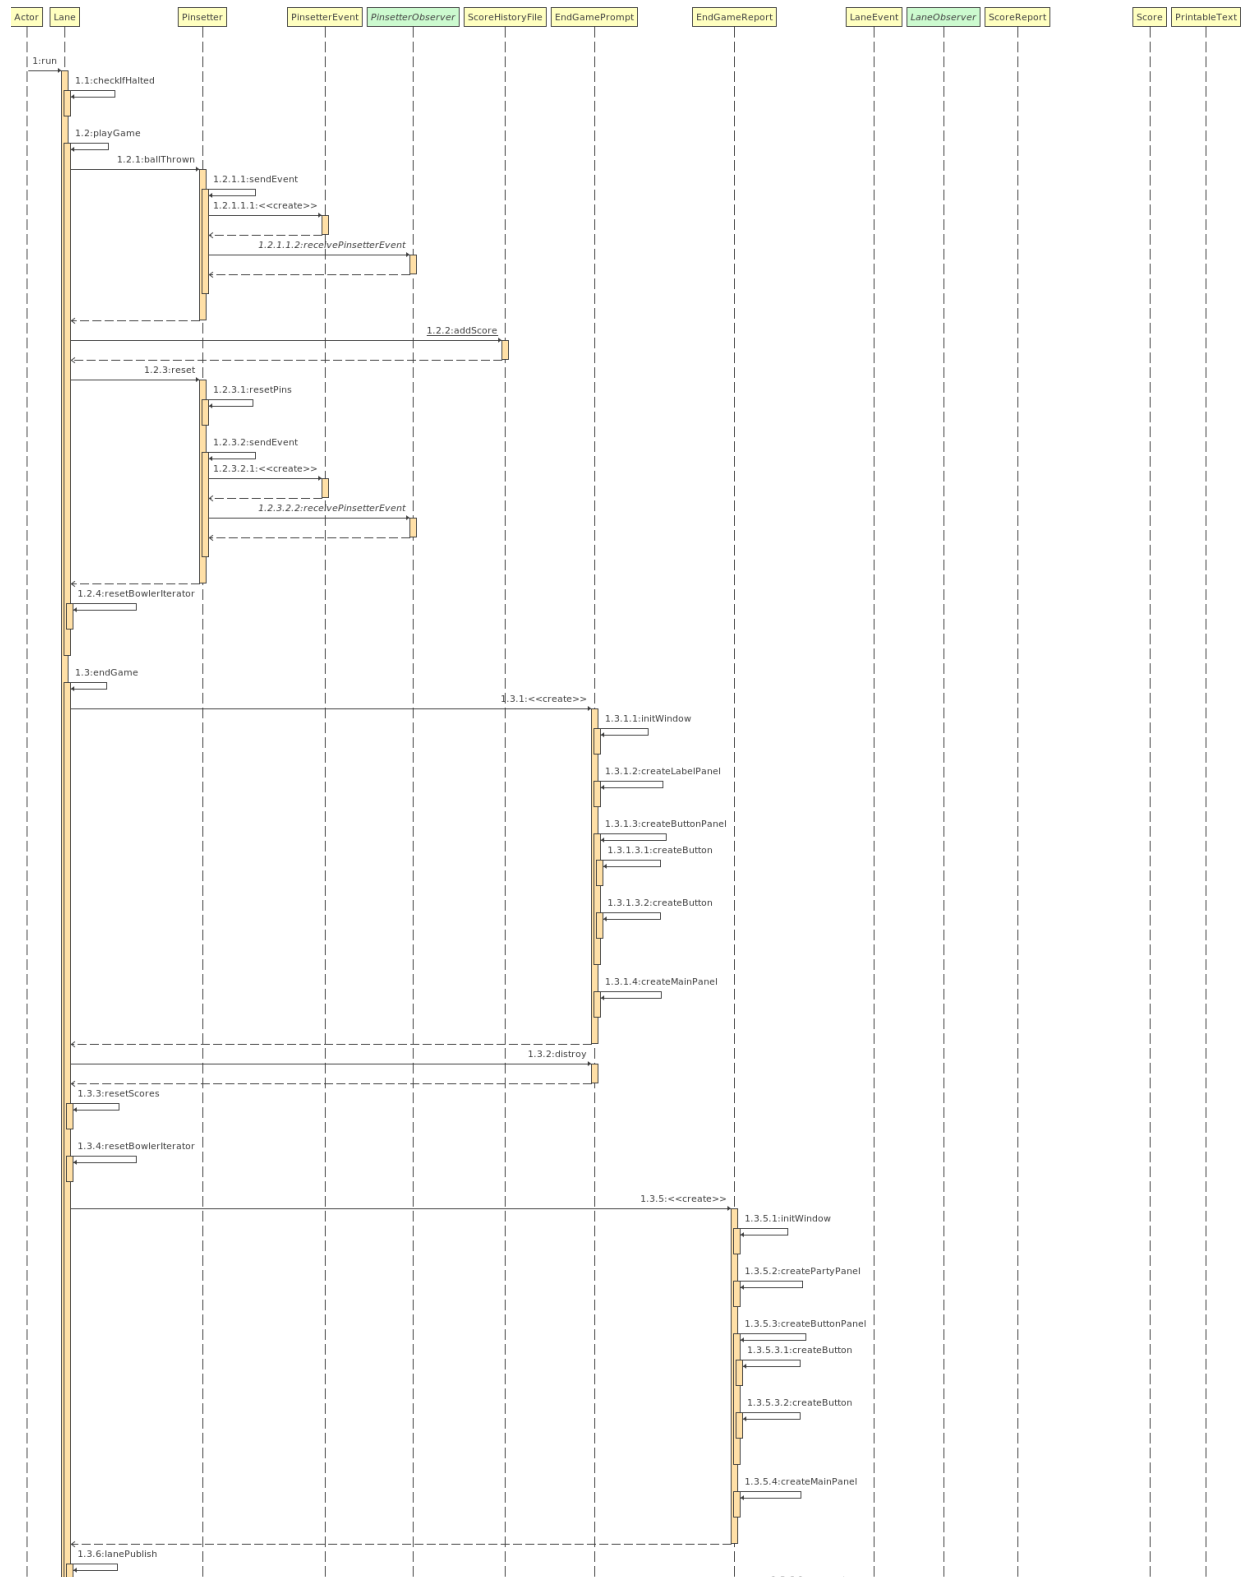 Actor Lane Pinsetter PinsetterEvent PinsetterObserver ScoreHistoryFile EndGamePrompt EndGameReport LaneEvent LaneObserver ScoreReport Score PrintableText
1:run
1.1:checkIfHalted
1.2:playGame
1.2.1:ballThrown
1.2.1.1:sendEvent
1.2.1.1.1:<<create>>
1.2.1.1.2:receivePinsetterEvent
1.2.2:addScore
1.2.3:reset
1.2.3.1:resetPins
1.2.3.2:sendEvent
1.2.3.2.1:<<create>>
1.2.3.2.2:receivePinsetterEvent
1.2.4:resetBowlerIterator
1.3:endGame
1.3.1:<<create>>
1.3.1.1:initWindow
1.3.1.2:createLabelPanel
1.3.1.3:createButtonPanel
1.3.1.3.1:createButton
1.3.1.3.2:createButton
1.3.1.4:createMainPanel
1.3.2:distroy
1.3.3:resetScores
1.3.4:resetBowlerIterator
1.3.5:<<create>>
1.3.5.1:initWindow
1.3.5.2:createPartyPanel
1.3.5.3:createButtonPanel
1.3.5.3.1:createButton
1.3.5.3.2:createButton
1.3.5.4:createMainPanel
1.3.6:lanePublish